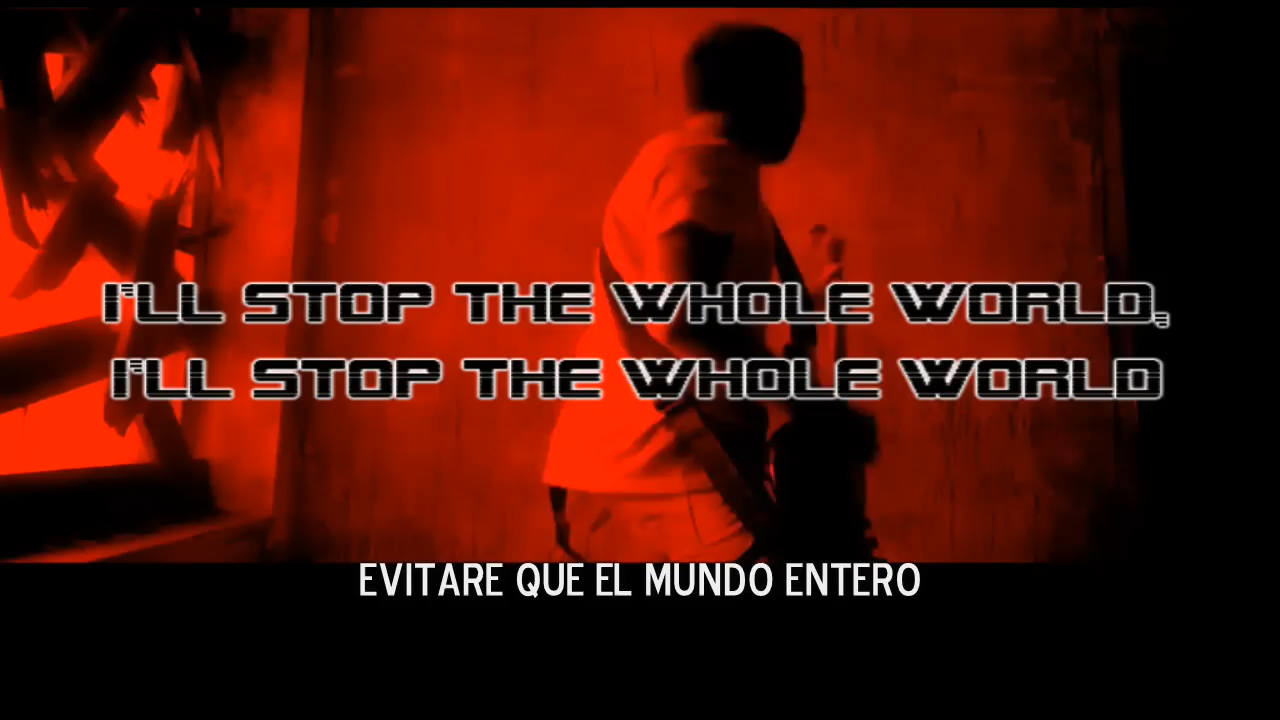 I'LL STOP THE WHOLE WORLD,
I'LL STOP THE WHOLE WORLD
EVITARE QUE EL MUNDO ENTERO